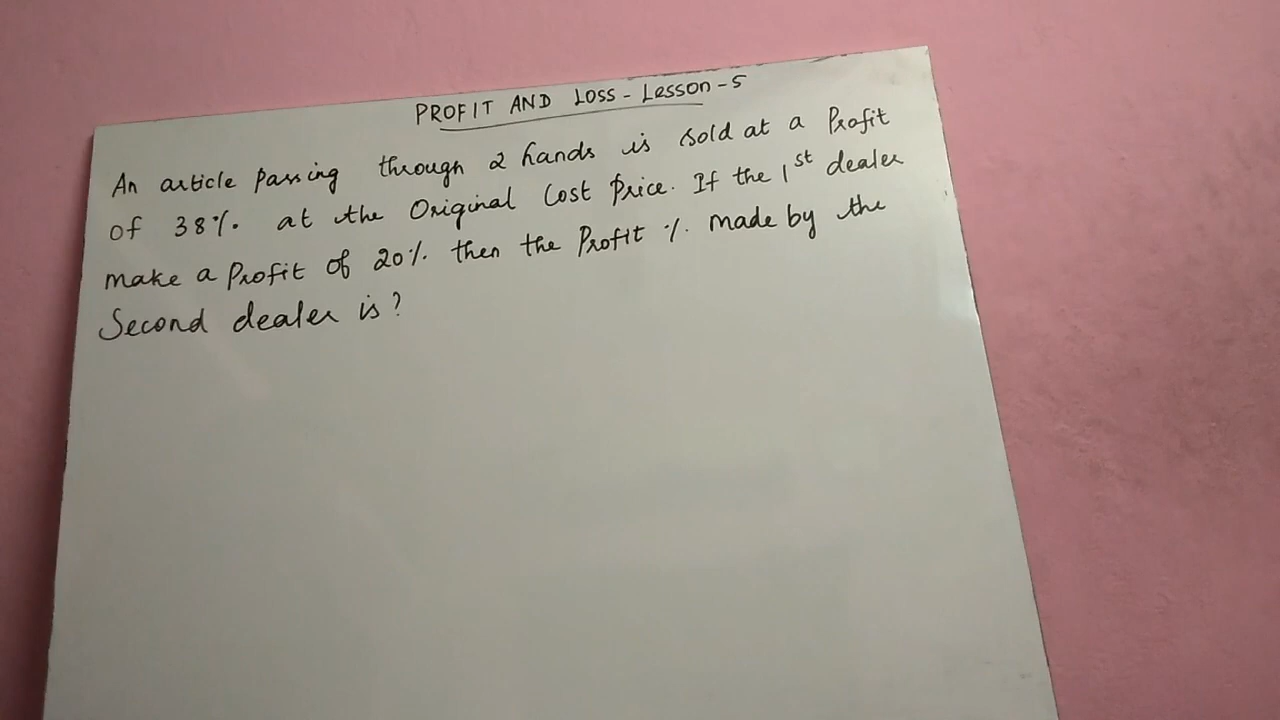 PROFIT AND LOSS - Lesson - 5
An article passing through 2 hands is sold at a Profit
of 38%. at the Original Cost price. If the 1st dealer
make a Profit of 20%. then the Profit %. made by the
Second dealer is?